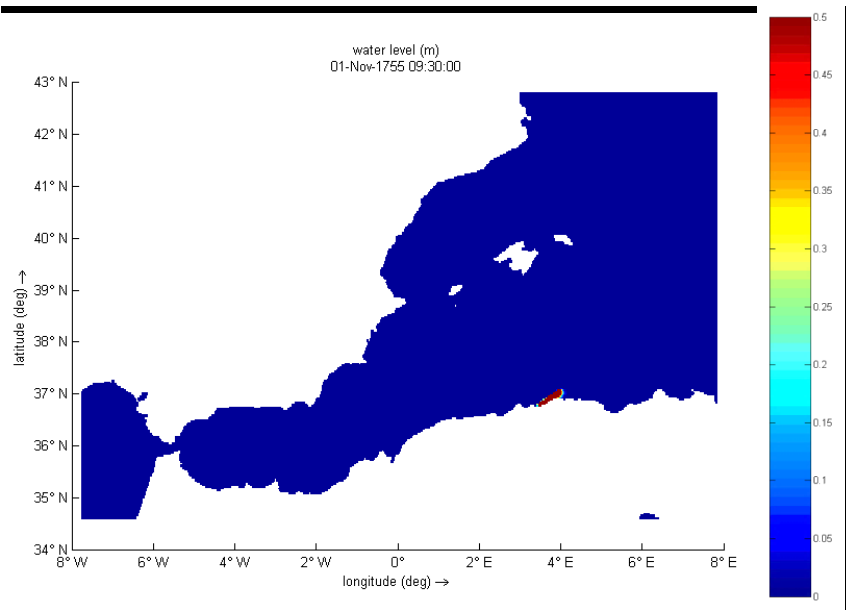 water level (m)
01-Nov-1755 09:30:00
43° N
42° N
41° N
40° N
39° N
38° N
37° N
36° N
35° N
34° N
latitude (deg) →
8° W
6° W
4° W
2° W
0°
2° E
4° E
6° E
8° E
longitude (deg) →
0.5
0.45
0.4
0.35
0.3
0.25
0.2
0.15
0.1
0.05
0